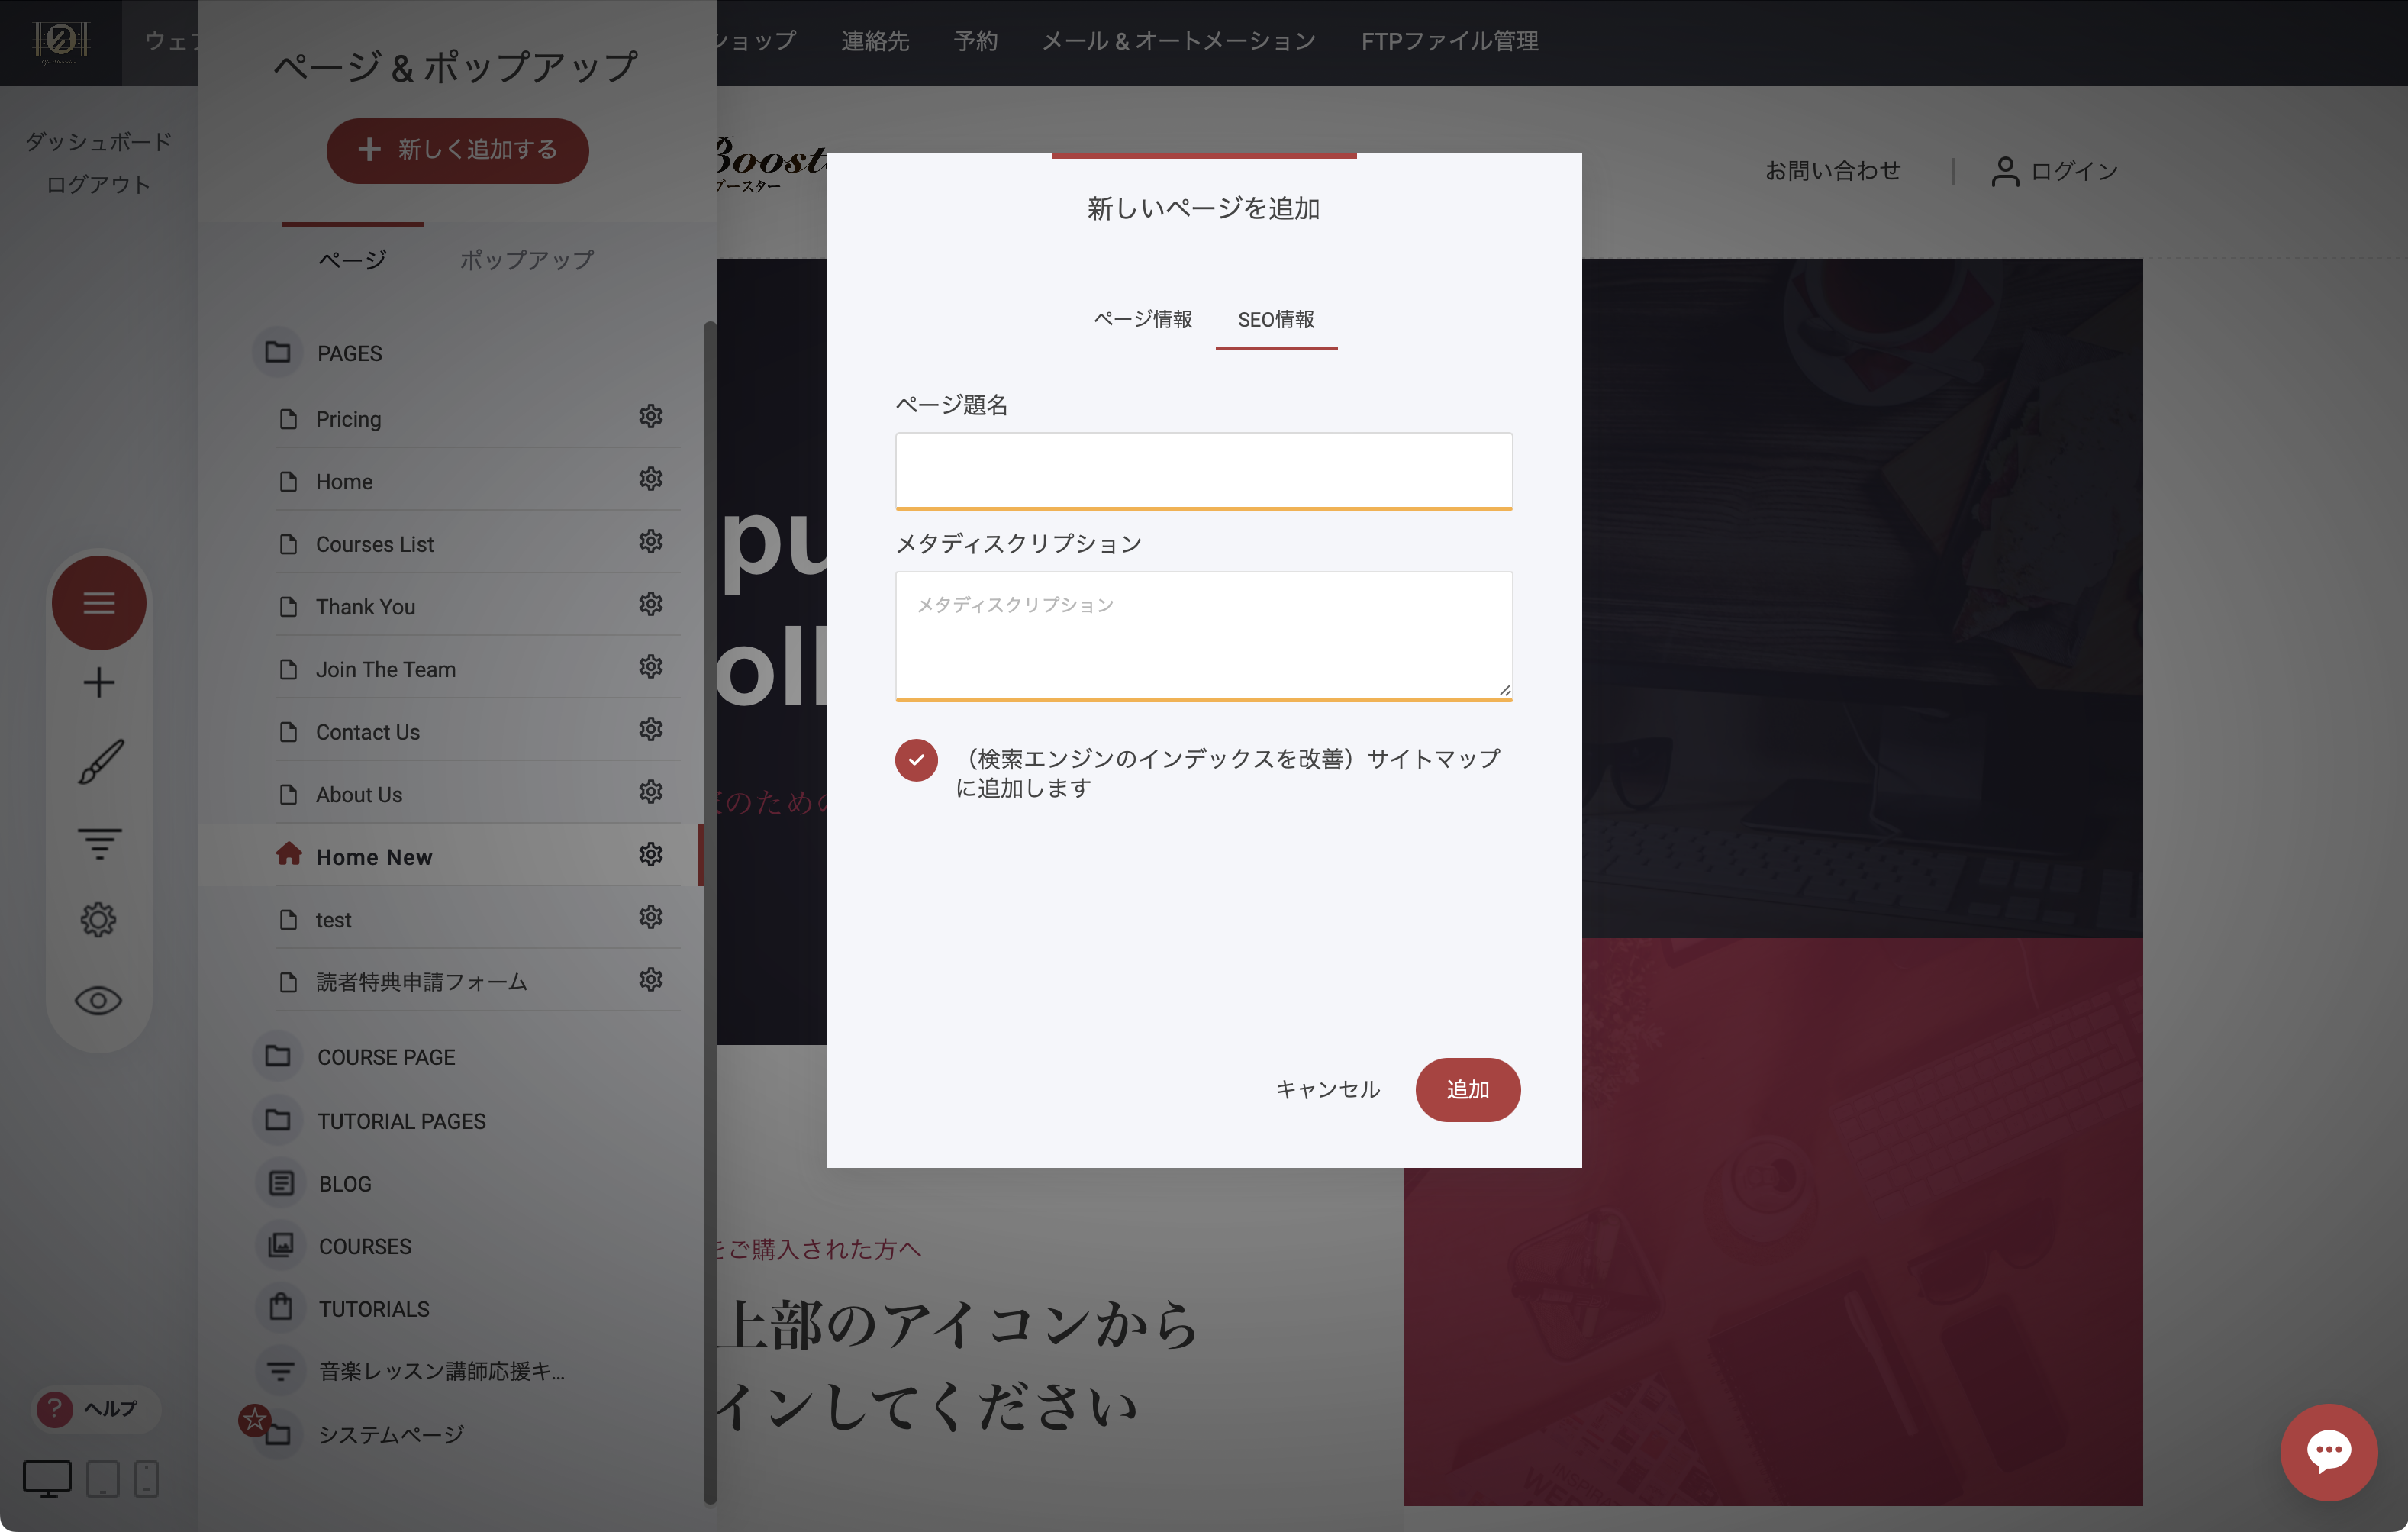 ショップ
連絡先
予約
メール & オートメーション
FTPファイル管理
ダッシュボード
ログアウト
ページ & ポップアップ
新しく追加する
ページ
ポップアップ
PAGES
Pricing
Home
Courses List
Thank You
Join The Team
Contact Us
About Us
Home New
test
読者特典申請フォーム
COURSE PAGE
TUTORIAL PAGES
BLOG
COURSES
TUTORIALS
音楽レッスン講師応援キ...
システムページ
? ヘルプ
お問い合わせ
ログイン
新しいページを追加
ページ情報
SEO情報
ページ題名
メタディスクリプション
メタディスクリプション
（検索エンジンのインデックスを改善）サイトマップ
に追加します
キャンセル
追加
pu
oll
のための
をご購入された方へ
上部のアイコンから
インしてください